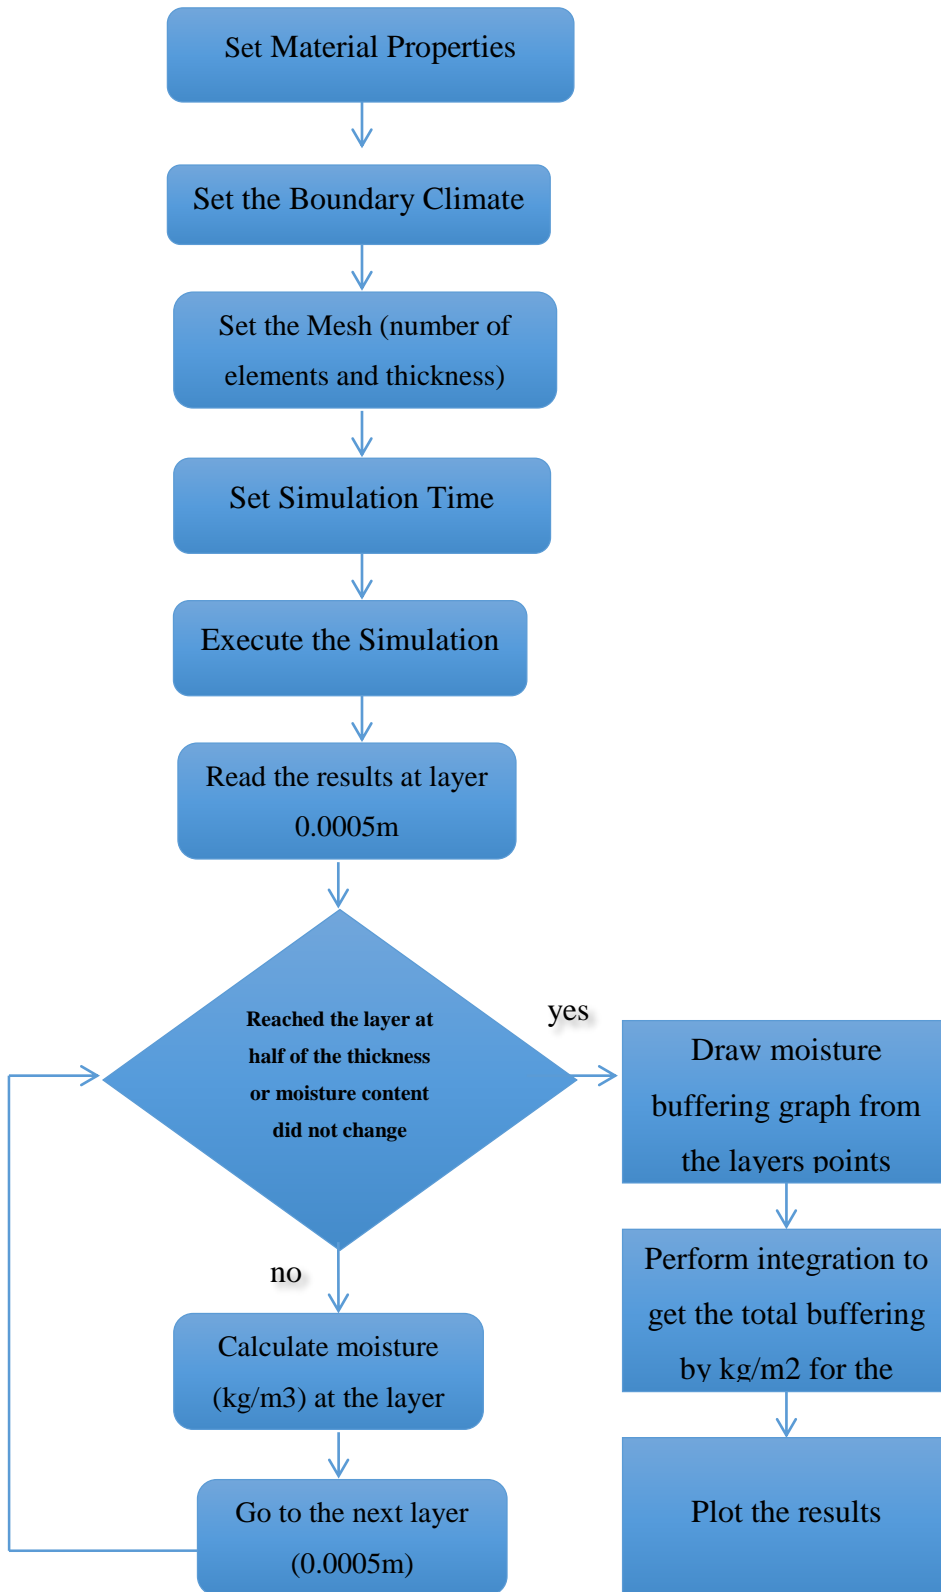 Set Material Properties
Set the Boundary Climate
Set the Mesh (number of
elements and thickness)
Set Simulation Time
Execute the Simulation
Read the results at layer
0.0005m
Reached the layer at
half of the thickness
or moisture content
did not change
yes
no
Calculate moisture
(kg/m3) at the layer
Go to the next layer
(0.0005m)
Draw moisture
buffering graph from
the layers points
Perform integration to
get the total buffering
by kg/m2 for the
Plot the results